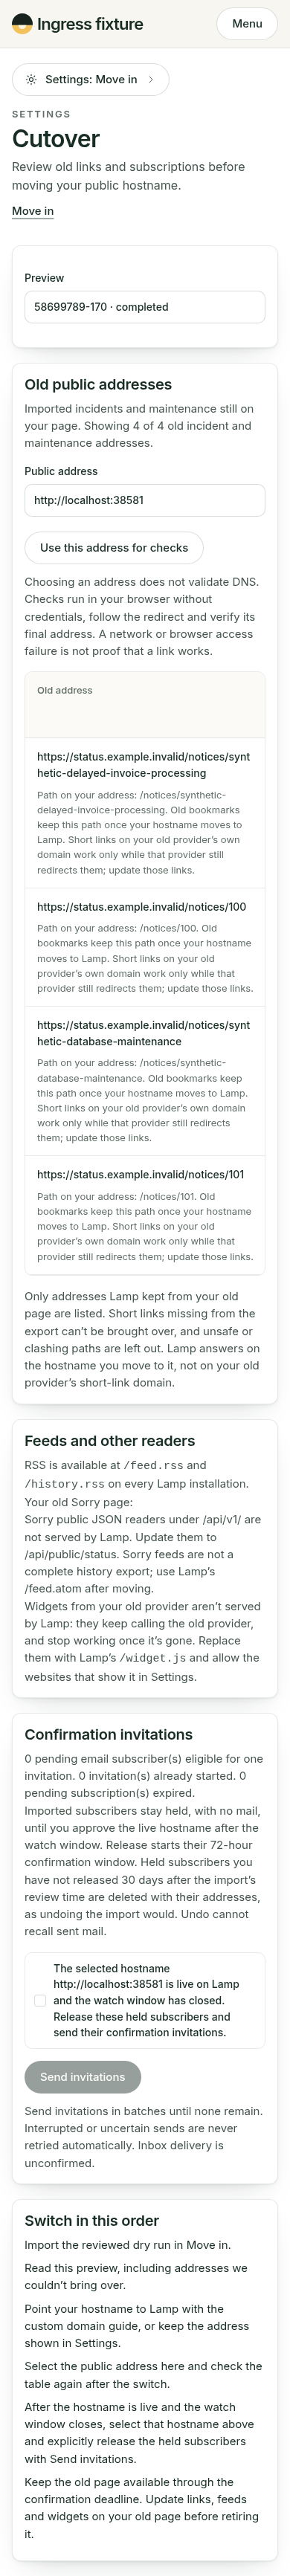 Ingress fixture
Menu
Settings: Move in
SETTINGS
Cutover
Review old links and subscriptions before
moving your public hostname.
Move in
Preview
58699789-170 · completed
Old public addresses
Imported incidents and maintenance still on
your page. Showing 4 of 4 old incident and
maintenance addresses.
Public address
http://localhost:38581
Use this address for checks
Choosing an address does not validate DNS.
Checks run in your browser without
credentials, follow the redirect and verify its
final address. A network or browser access
failure is not proof that a link works.
Old address
https://status.example.invalid/notices/synt
hetic-delayed-invoice-processing
Path on your address: /notices/synthetic-
delayed-invoice-processing. Old bookmarks
keep this path once your hostname moves to
Lamp. Short links on your old provider’s own
domain work only while that provider still
redirects them; update those links.
https://status.example.invalid/notices/100
Path on your address: /notices/100. Old
bookmarks keep this path once your hostname
moves to Lamp. Short links on your old
provider’s own domain work only while that
provider still redirects them; update those links.
https://status.example.invalid/notices/synt
hetic-database-maintenance
Path on your address: /notices/synthetic-
database-maintenance. Old bookmarks keep
this path once your hostname moves to Lamp.
Short links on your old provider’s own domain
work only while that provider still redirects
them; update those links.
https://status.example.invalid/notices/101
Path on your address: /notices/101. Old
bookmarks keep this path once your hostname
moves to Lamp. Short links on your old
provider’s own domain work only while that
provider still redirects them; update those links.
Only addresses Lamp kept from your old
page are listed. Short links missing from the
export can’t be brought over, and unsafe or
clashing paths are left out. Lamp answers on
the hostname you move to it, not on your old
provider’s short-link domain.
Feeds and other readers
RSS is available at /feed.rss and
/history.rss on every Lamp installation.
Your old Sorry page:
Sorry public JSON readers under /api/v1/ are
not served by Lamp. Update them to
/api/public/status. Sorry feeds are not a
complete history export; use Lamp’s
/feed.atom after moving.
Widgets from your old provider aren’t served
by Lamp: they keep calling the old provider,
and stop working once it’s gone. Replace
them with Lamp’s /widget.js and allow the
websites that show it in Settings.
Confirmation invitations
0 pending email subscriber(s) eligible for one
invitation. 0 invitation(s) already started. 0
pending subscription(s) expired.
Imported subscribers stay held, with no mail,
until you approve the live hostname after the
watch window. Release starts their 72-hour
confirmation window. Held subscribers you
have not released 30 days after the import’s
review time are deleted with their addresses,
as undoing the import would. Undo cannot
recall sent mail.
The selected hostname
http://localhost:38581 is live on Lamp
and the watch window has closed.
Release these held subscribers and
send their confirmation invitations.
Send invitations
Send invitations in batches until none remain.
Interrupted or uncertain sends are never
retried automatically. Inbox delivery is
unconfirmed.
Switch in this order
Import the reviewed dry run in Move in.
Read this preview, including addresses we
couldn’t bring over.
Point your hostname to Lamp with the
custom domain guide, or keep the address
shown in Settings.
Select the public address here and check the
table again after the switch.
After the hostname is live and the watch
window closes, select that hostname above
and explicitly release the held subscribers
with Send invitations.
Keep the old page available through the
confirmation deadline. Update links, feeds
and widgets on your old page before retiring
it.